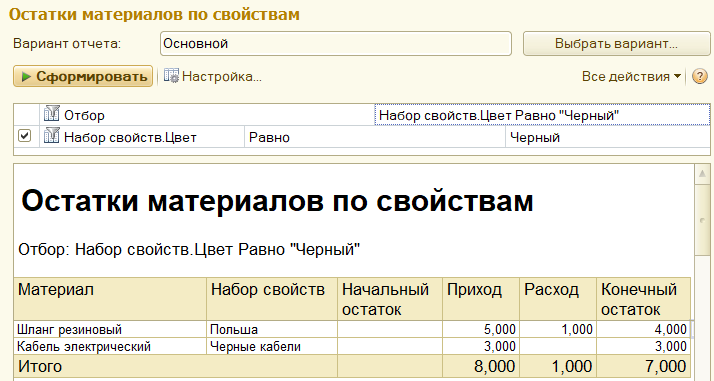 Остатки материалов по свойствам
Вариант отчета: Основной Выбрать вариант...
Сформировать Настройка... Все действия ?
Отбор Набор свойств.Цвет Равно "Черный"
Набор свойств.Цвет Равно Черный
Остатки материалов по свойствам
Отбор: Набор свойств.Цвет Равно "Черный"
Материал Набор свойств Начальный остаток Приход Расход Конечный остаток
Шланг резиновый Польша 5,000 1,000 4,000
Кабель электрический Черные кабели 3,000 3,000
Итого 8,000 1,000 7,000